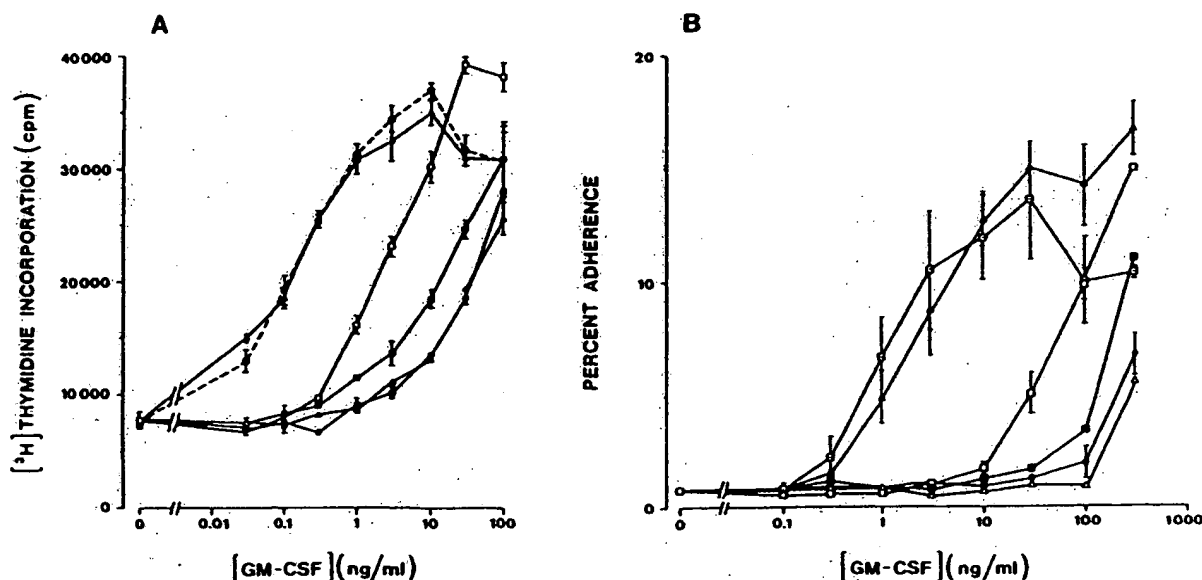 A
40000
30000
20000
10000
0
[³H]THYMIDINE INCORPORATION (cpm)
0 0.01 0.1 1 10 100
[GM-CSF] (ng/ml)
B
20
10
0
PERCENT ADHERENCE
0 0.1 1 10 100 1000
[GM-CSF] (ng/ml)